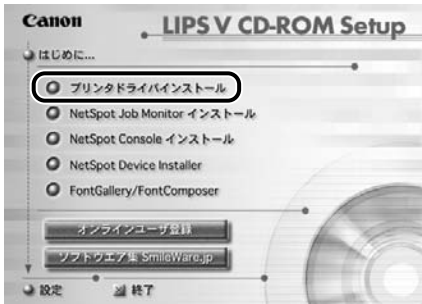 Canon
LIPS V CD-ROM Setup
はじめに...
プリンタドライバインストール
NetSpot Job Monitor インストール
NetSpot Console インストール
NetSpot Device Installer
FontGallery/FontComposer
オンラインユーザ登録
ソフトウエア集 SmileWare.jp
設定 終了